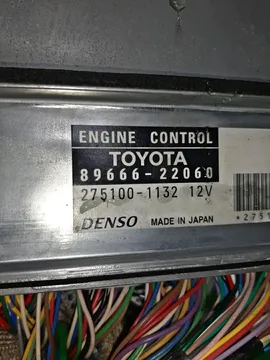 ENGINE CONTROL
TOYOTA
89666-22060
275100-1132 12V
DENSO MADE IN JAPAN